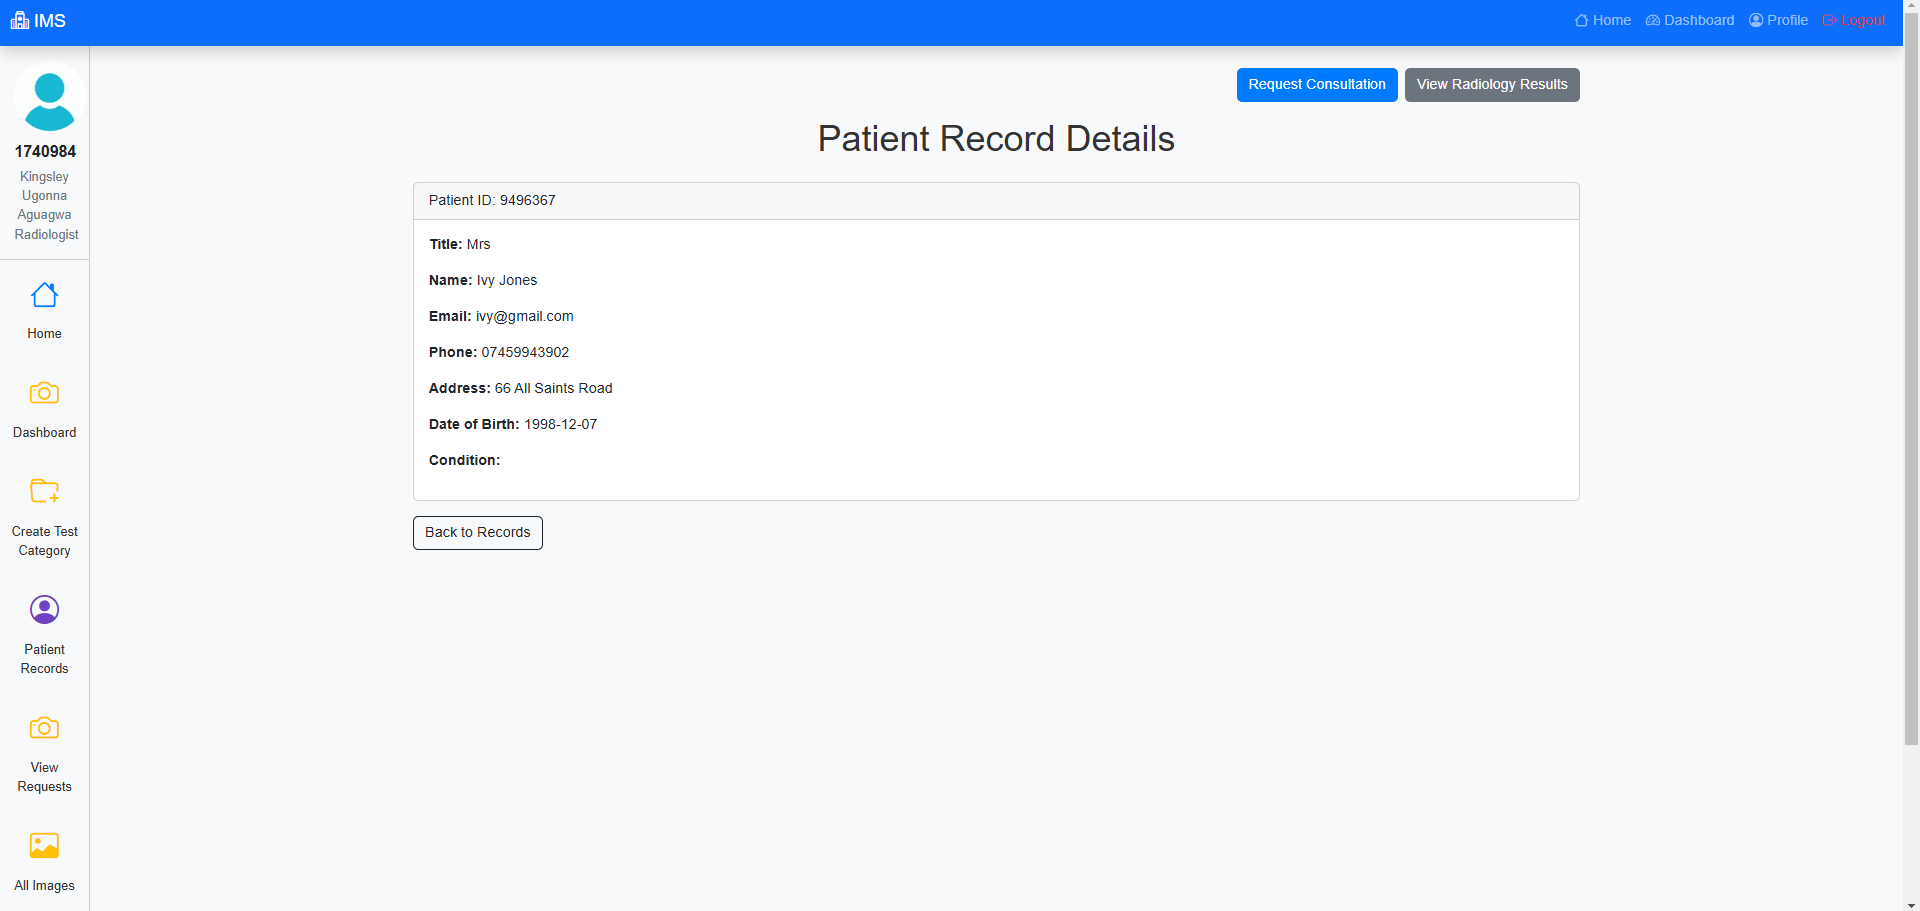 IMS
Home Dashboard Profile Logout
1740984
Kingsley
Ugonna
Aguagwa
Radiologist
Home
Dashboard
Create Test
Category
Patient
Records
View
Requests
All Images
Request Consultation View Radiology Results
Patient Record Details
Patient ID: 9496367
Title: Mrs
Name: Ivy Jones
Email: ivy@gmail.com
Phone: 07459943902
Address: 66 All Saints Road
Date of Birth: 1998-12-07
Condition:
Back to Records